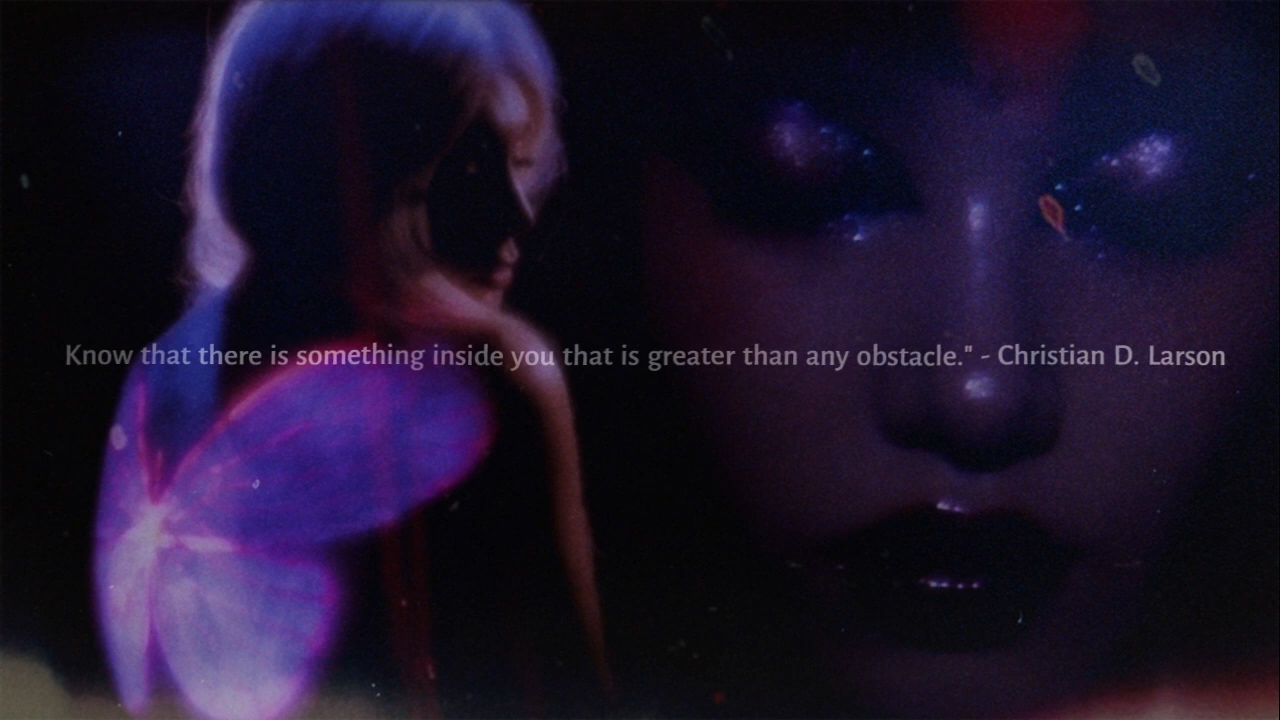 Know that there is something inside you that is greater than any obstacle." - Christian D. Larson